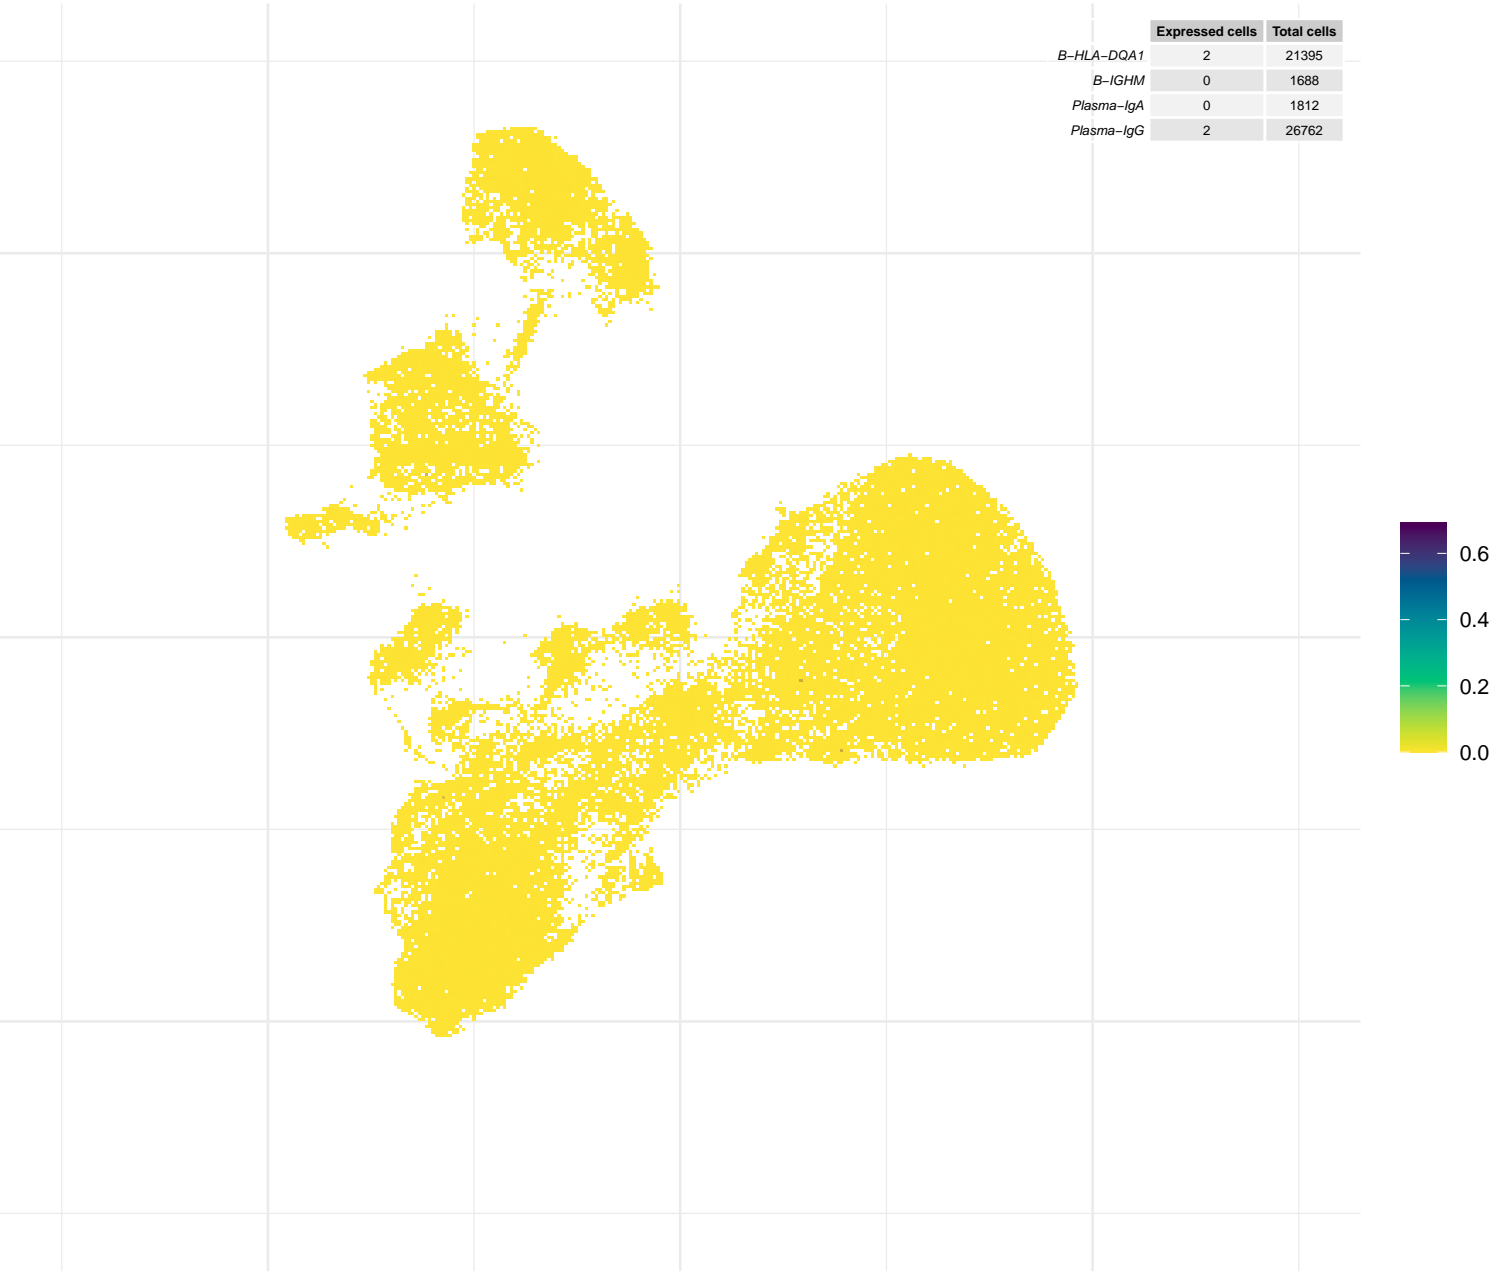 Expressed cells Total cells
B−HLA−DQA1 2 21395
B−IGHM 0 1688
Plasma−IgA 0 1812
Plasma−IgG 2 26762
0.6
0.4
0.2
0.0